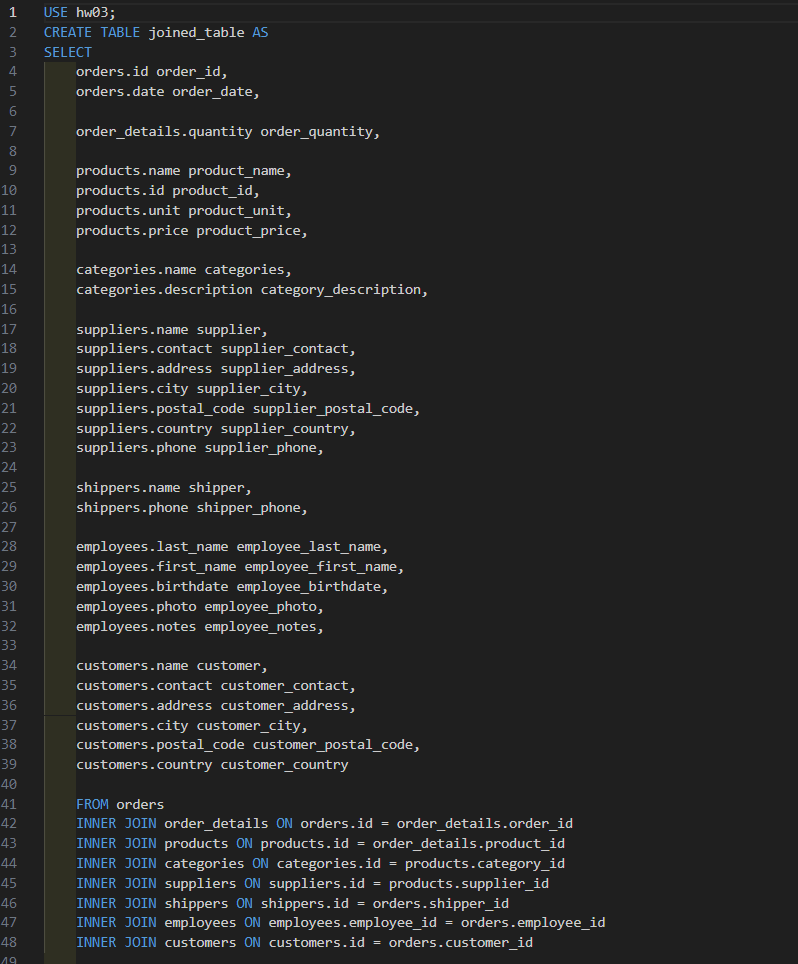 1 USE hw03;
2 CREATE TABLE joined_table AS
3 SELECT
4 orders.id order_id,
5 orders.date order_date,
6
7 order_details.quantity order_quantity,
8
9 products.name product_name,
10 products.id product_id,
11 products.unit product_unit,
12 products.price product_price,
13
14 categories.name categories,
15 categories.description category_description,
16
17 suppliers.name supplier,
18 suppliers.contact supplier_contact,
19 suppliers.address supplier_address,
20 suppliers.city supplier_city,
21 suppliers.postal_code supplier_postal_code,
22 suppliers.country supplier_country,
23 suppliers.phone supplier_phone,
24
25 shippers.name shipper,
26 shippers.phone shipper_phone,
27
28 employees.last_name employee_last_name,
29 employees.first_name employee_first_name,
30 employees.birthdate employee_birthdate,
31 employees.photo employee_photo,
32 employees.notes employee_notes,
33
34 customers.name customer,
35 customers.contact customer_contact,
36 customers.address customer_address,
37 customers.city customer_city,
38 customers.postal_code customer_postal_code,
39 customers.country customer_country
40
41 FROM orders
42 INNER JOIN order_details ON orders.id = order_details.order_id
43 INNER JOIN products ON products.id = order_details.product_id
44 INNER JOIN categories ON categories.id = products.category_id
45 INNER JOIN suppliers ON suppliers.id = products.supplier_id
46 INNER JOIN shippers ON shippers.id = orders.shipper_id
47 INNER JOIN employees ON employees.employee_id = orders.employee_id
48 INNER JOIN customers ON customers.id = orders.customer_id
49